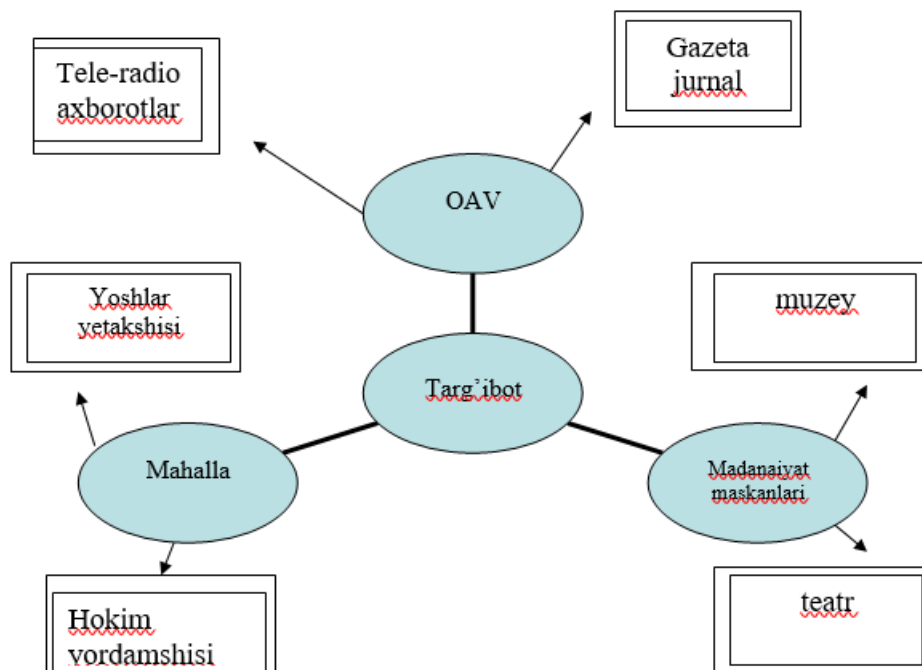 Tele-radio
axborotlar
Gazeta
jurnal
OAV
Yoshlar
yetakshisi
muzey
Targ’ibot
Mahalla
Madanaiyat
maskanlari
Hokim
yordamshisi
teatr